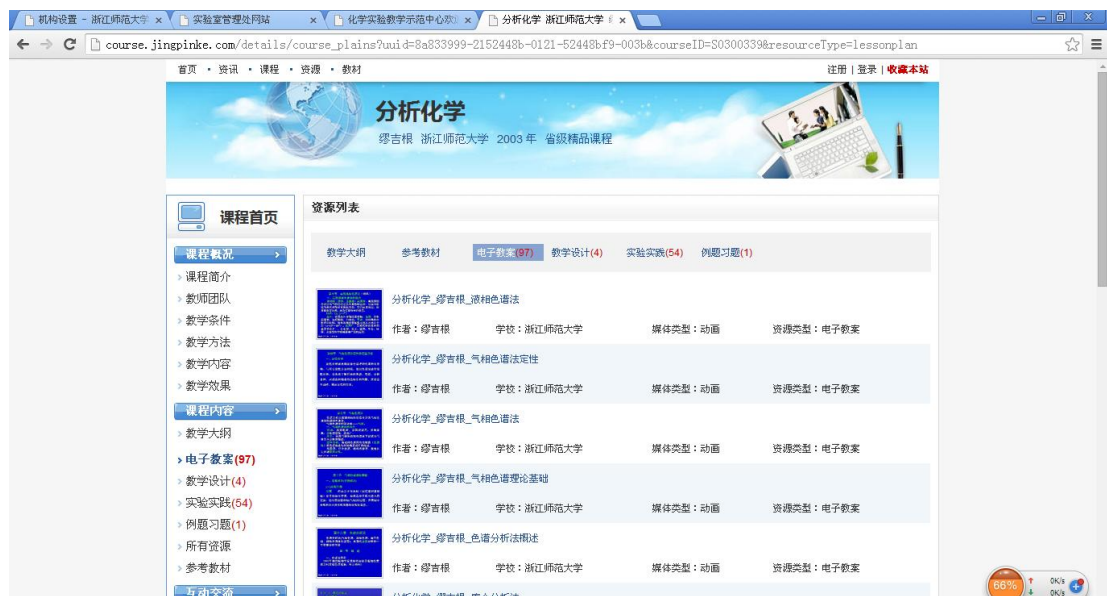 机构设置 - 浙江师范大学
实验室管理处网站
化学实验教学示范中心欢
分析化学 浙江师范大学
course.jingpinke.com/details/course_plains?uuid=8a833999-2152448b-0121-52448bf9-003b&courseID=S0300339&resourceType=lessonplan
首页 • 资讯 • 课程 • 资源 • 教材
注册 | 登录 | 收藏本站
分析化学
缪吉根 浙江师范大学 2003 年 省级精品课程
课程首页
课程概况
课程简介
教师团队
教学条件
教学方法
教学内容
教学效果
课程内容
教学大纲
电子教案(97)
教学设计(4)
实验实践(54)
例题习题(1)
所有资源
参考教材
互动交流
资源列表
教学大纲 参考教材 电子教案(97) 教学设计(4) 实验实践(54) 例题习题(1)
分析化学_缪吉根_液相色谱法
作者：缪吉根 学校：浙江师范大学 媒体类型：动画 资源类型：电子教案
分析化学_缪吉根_气相色谱法定性
作者：缪吉根 学校：浙江师范大学 媒体类型：动画 资源类型：电子教案
分析化学_缪吉根_气相色谱法
作者：缪吉根 学校：浙江师范大学 媒体类型：动画 资源类型：电子教案
分析化学_缪吉根_气相色谱理论基础
作者：缪吉根 学校：浙江师范大学 媒体类型：动画 资源类型：电子教案
分析化学_缪吉根_色谱分析法概述
作者：缪吉根 学校：浙江师范大学 媒体类型：动画 资源类型：电子教案
66%
0K/s
0K/s